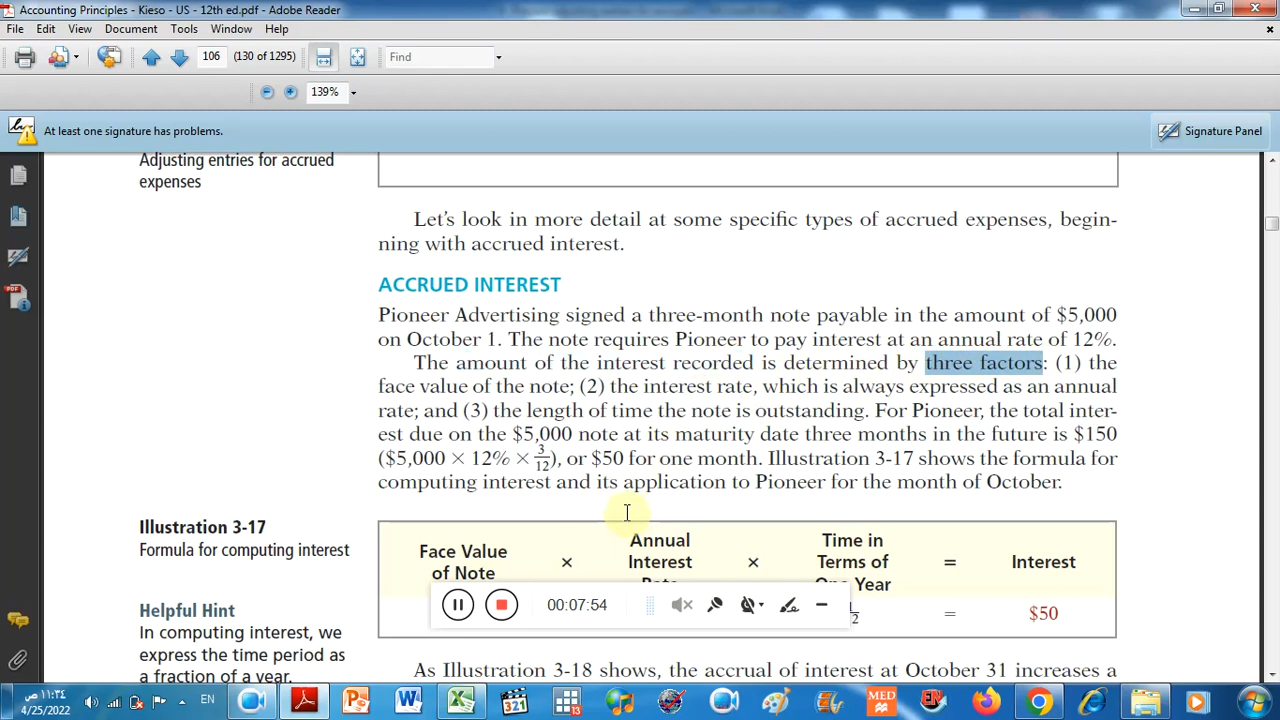 Accounting Principles - Kieso - US - 12th ed.pdf - Adobe Reader
File Edit View Document Tools Window Help
106 (130 of 1295) Find
139%
At least one signature has problems. Signature Panel
Adjusting entries for accrued
expenses
Let's look in more detail at some specific types of accrued expenses, begin-
ning with accrued interest.
ACCRUED INTEREST
Pioneer Advertising signed a three-month note payable in the amount of $5,000
on October 1. The note requires Pioneer to pay interest at an annual rate of 12%.
The amount of the interest recorded is determined by three factors: (1) the
face value of the note; (2) the interest rate, which is always expressed as an annual
rate; and (3) the length of time the note is outstanding. For Pioneer, the total inter-
est due on the $5,000 note at its maturity date three months in the future is $150
($5,000 × 12% × 3/12), or $50 for one month. Illustration 3-17 shows the formula for
computing interest and its application to Pioneer for the month of October.
Illustration 3-17
Formula for computing interest
Face Value
of Note
×
Annual
Interest
Rate
×
Time in
Terms of
One Year
=
Interest
= $50
00:07:54
Helpful Hint
In computing interest, we
express the time period as
a fraction of a year.
As Illustration 3-18 shows, the accrual of interest at October 31 increases a
EN
321
13
MED
١١:٣٤ ص
4/25/2022